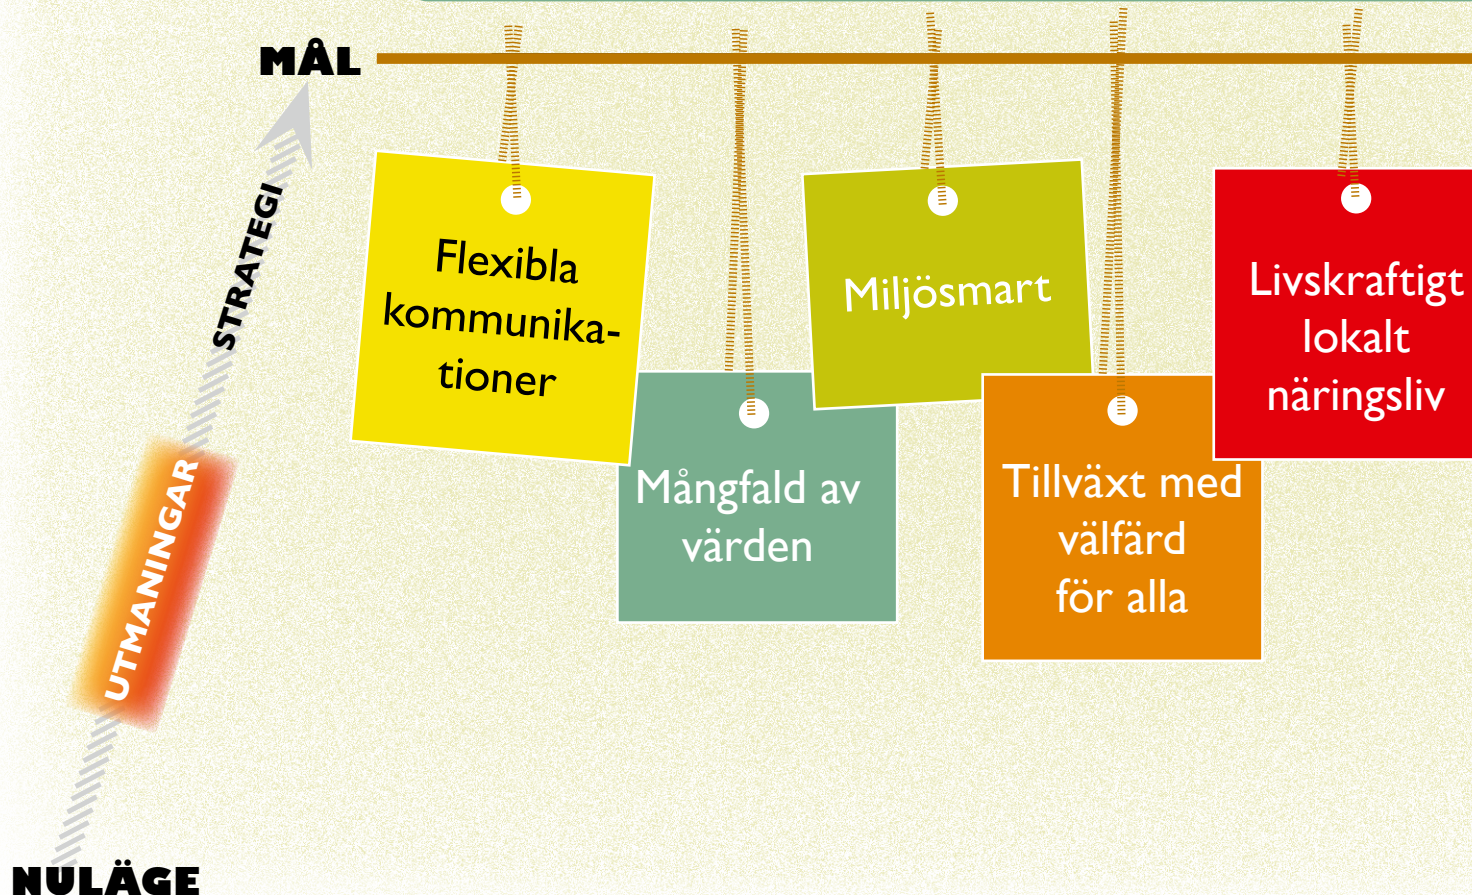 MÅL
STRATEGI
UTMANINGAR
NULÄGE
Flexibla
kommunika-
tioner
Mångfald av
värden
Miljösmart
Tillväxt med
välfärd
för alla
Livskraftigt
lokalt
näringsliv